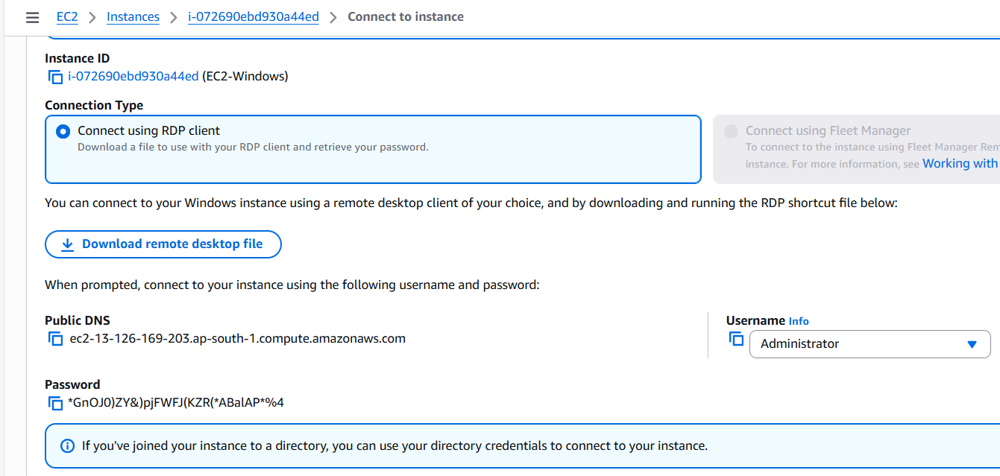 EC2 > Instances > i-072690ebd930a44ed > Connect to instance
Instance ID
i-072690ebd930a44ed (EC2-Windows)
Connection Type
Connect using RDP client
Download a file to use with your RDP client and retrieve your password.
Connect using Fleet Manager
To connect to the instance using Fleet Manager Rem
instance. For more information, see Working with
You can connect to your Windows instance using a remote desktop client of your choice, and by downloading and running the RDP shortcut file below:
Download remote desktop file
When prompted, connect to your instance using the following username and password:
Public DNS
ec2-13-126-169-203.ap-south-1.compute.amazonaws.com
Username Info
Administrator
Password
*GnOJ0)ZY&)pjFWFJ(KZR(*ABalAP*%4
If you've joined your instance to a directory, you can use your directory credentials to connect to your instance.